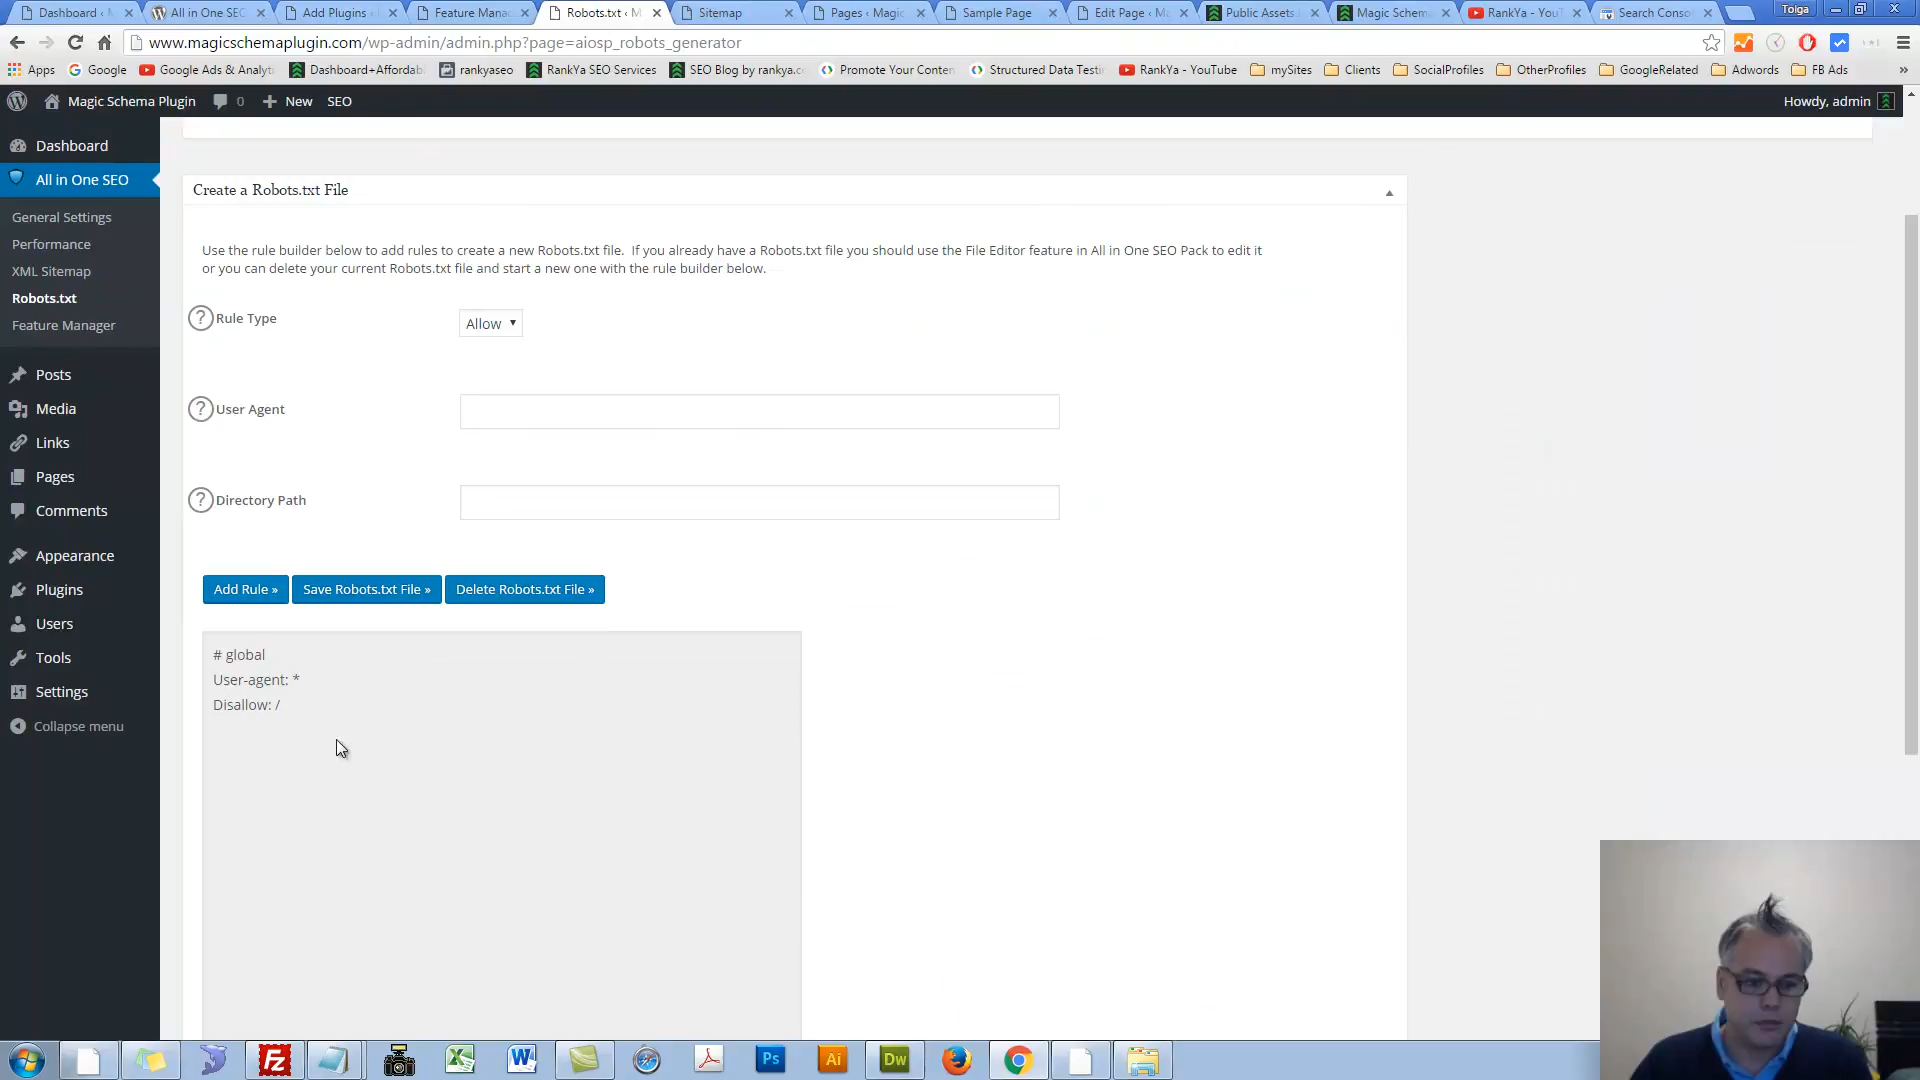 Dashboard ‹ M
All in One SEO
Add Plugins ‹
Feature Manag
Robots.txt ‹ M
Sitemap
Pages ‹ Magic
Sample Page
Edit Page ‹ Ma
Public Assets
Magic Schema
RankYa - YouT
Search Consol
Tolga
www.magicschemaplugin.com/wp-admin/admin.php?page=aiosp_robots_generator
Apps
Google
Google Ads & Analyti
Dashboard+Affordab
rankyaseo
RankYa SEO Services
SEO Blog by rankya.co
Promote Your Conten
Structured Data Testi
RankYa - YouTube
mySites
Clients
SocialProfiles
OtherProfiles
GoogleRelated
Adwords
FB Ads
»
Magic Schema Plugin
0
+ New
SEO
Howdy, admin
Dashboard
All in One SEO
General Settings
Performance
XML Sitemap
Robots.txt
Feature Manager
Posts
Media
Links
Pages
Comments
Appearance
Plugins
Users
Tools
Settings
Collapse menu
Create a Robots.txt File
Use the rule builder below to add rules to create a new Robots.txt file. If you already have a Robots.txt file you should use the File Editor feature in All in One SEO Pack to edit it
or you can delete your current Robots.txt file and start a new one with the rule builder below.
? Rule Type
Allow
? User Agent
? Directory Path
Add Rule »
Save Robots.txt File »
Delete Robots.txt File »
# global
User-agent: *
Disallow: /
Fz
Ps
Ai
Dw